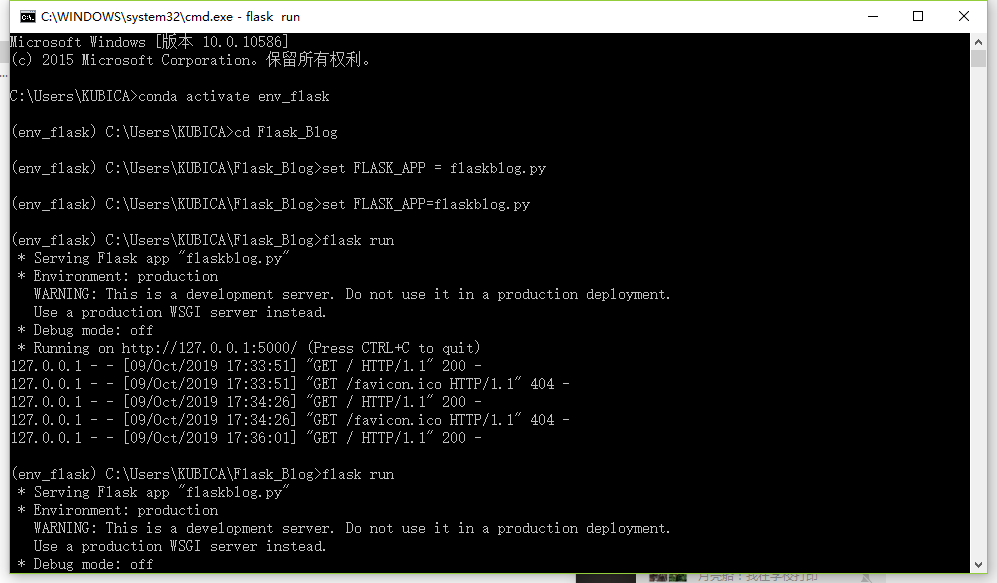 C:\WINDOWS\system32\cmd.exe - flask  run
Microsoft Windows [版本 10.0.10586]
(c) 2015 Microsoft Corporation。保留所有权利。
C:\Users\KUBICA>conda activate env_flask
(env_flask) C:\Users\KUBICA>cd Flask_Blog
(env_flask) C:\Users\KUBICA\Flask_Blog>set FLASK_APP = flaskblog.py
(env_flask) C:\Users\KUBICA\Flask_Blog>set FLASK_APP=flaskblog.py
(env_flask) C:\Users\KUBICA\Flask_Blog>flask run
 * Serving Flask app "flaskblog.py"
 * Environment: production
   WARNING: This is a development server. Do not use it in a production deployment.
   Use a production WSGI server instead.
 * Debug mode: off
 * Running on http://127.0.0.1:5000/ (Press CTRL+C to quit)
127.0.0.1 - - [09/Oct/2019 17:33:51] "GET / HTTP/1.1" 200 -
127.0.0.1 - - [09/Oct/2019 17:33:51] "GET /favicon.ico HTTP/1.1" 404 -
127.0.0.1 - - [09/Oct/2019 17:34:26] "GET / HTTP/1.1" 200 -
127.0.0.1 - - [09/Oct/2019 17:34:26] "GET /favicon.ico HTTP/1.1" 404 -
127.0.0.1 - - [09/Oct/2019 17:36:01] "GET / HTTP/1.1" 200 -
(env_flask) C:\Users\KUBICA\Flask_Blog>flask run
 * Serving Flask app "flaskblog.py"
 * Environment: production
   WARNING: This is a development server. Do not use it in a production deployment.
   Use a production WSGI server instead.
 * Debug mode: off